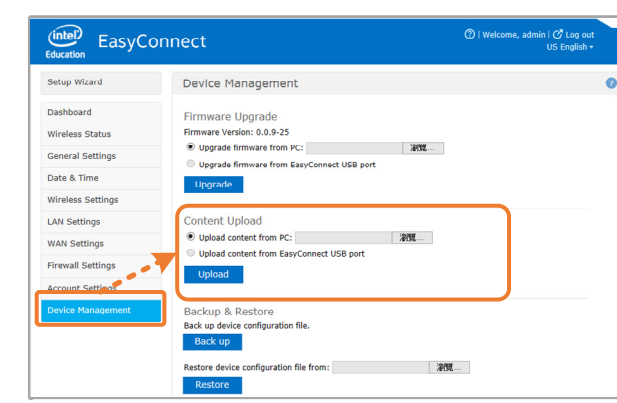 intel
Education
EasyConnect
| Welcome, admin | Log out
US English
Setup Wizard
Dashboard
Wireless Status
General Settings
Date & Time
Wireless Settings
LAN Settings
WAN Settings
Firewall Settings
Account Settings
Device Management
Device Management
Firmware Upgrade
Firmware Version: 0.0.9-25
Upgrade firmware from PC: 瀏覽...
Upgrade firmware from EasyConnect USB port
Upgrade
Content Upload
Upload content from PC: 瀏覽...
Upload content from EasyConnect USB port
Upload
Backup & Restore
Back up device configuration file.
Back up
Restore device configuration file from: 瀏覽...
Restore